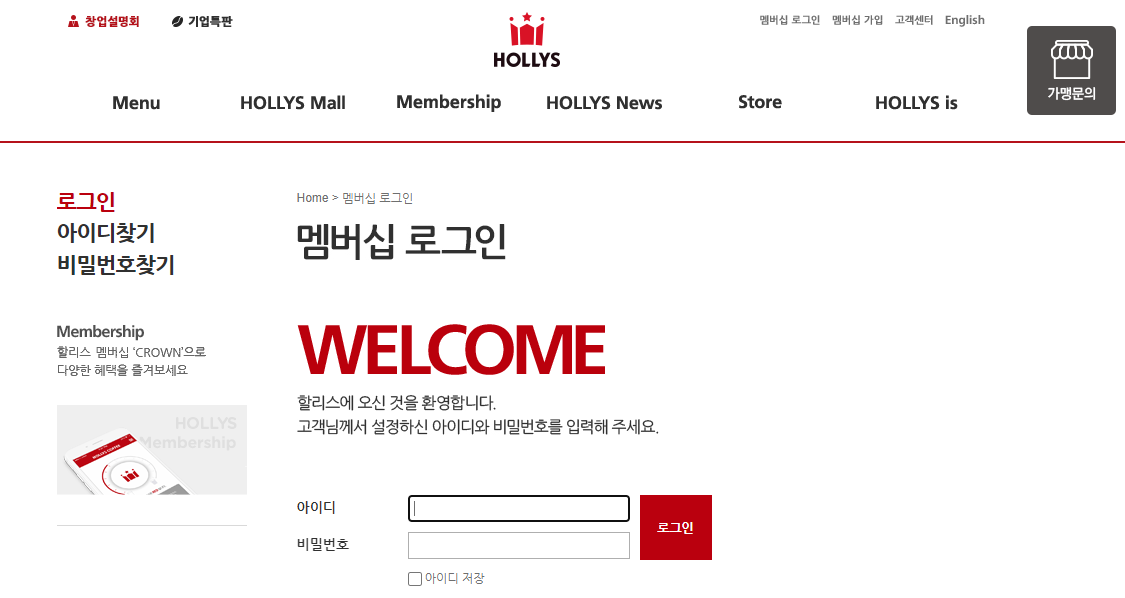 창업설명회
기업특판
HOLLYS
멤버십 로그인
멤버십 가입
고객센터
English
가맹문의
Menu
HOLLYS Mall
Membership
HOLLYS News
Store
HOLLYS is
로그인
아이디찾기
비밀번호찾기
Membership
할리스 멤버십 ‘CROWN’으로
다양한 혜택을 즐겨보세요
HOLLYS
Membership
Home > 멤버십 로그인
멤버십 로그인
WELCOME
할리스에 오신 것을 환영합니다.
고객님께서 설정하신 아이디와 비밀번호를 입력해 주세요.
아이디
비밀번호
로그인
아이디 저장